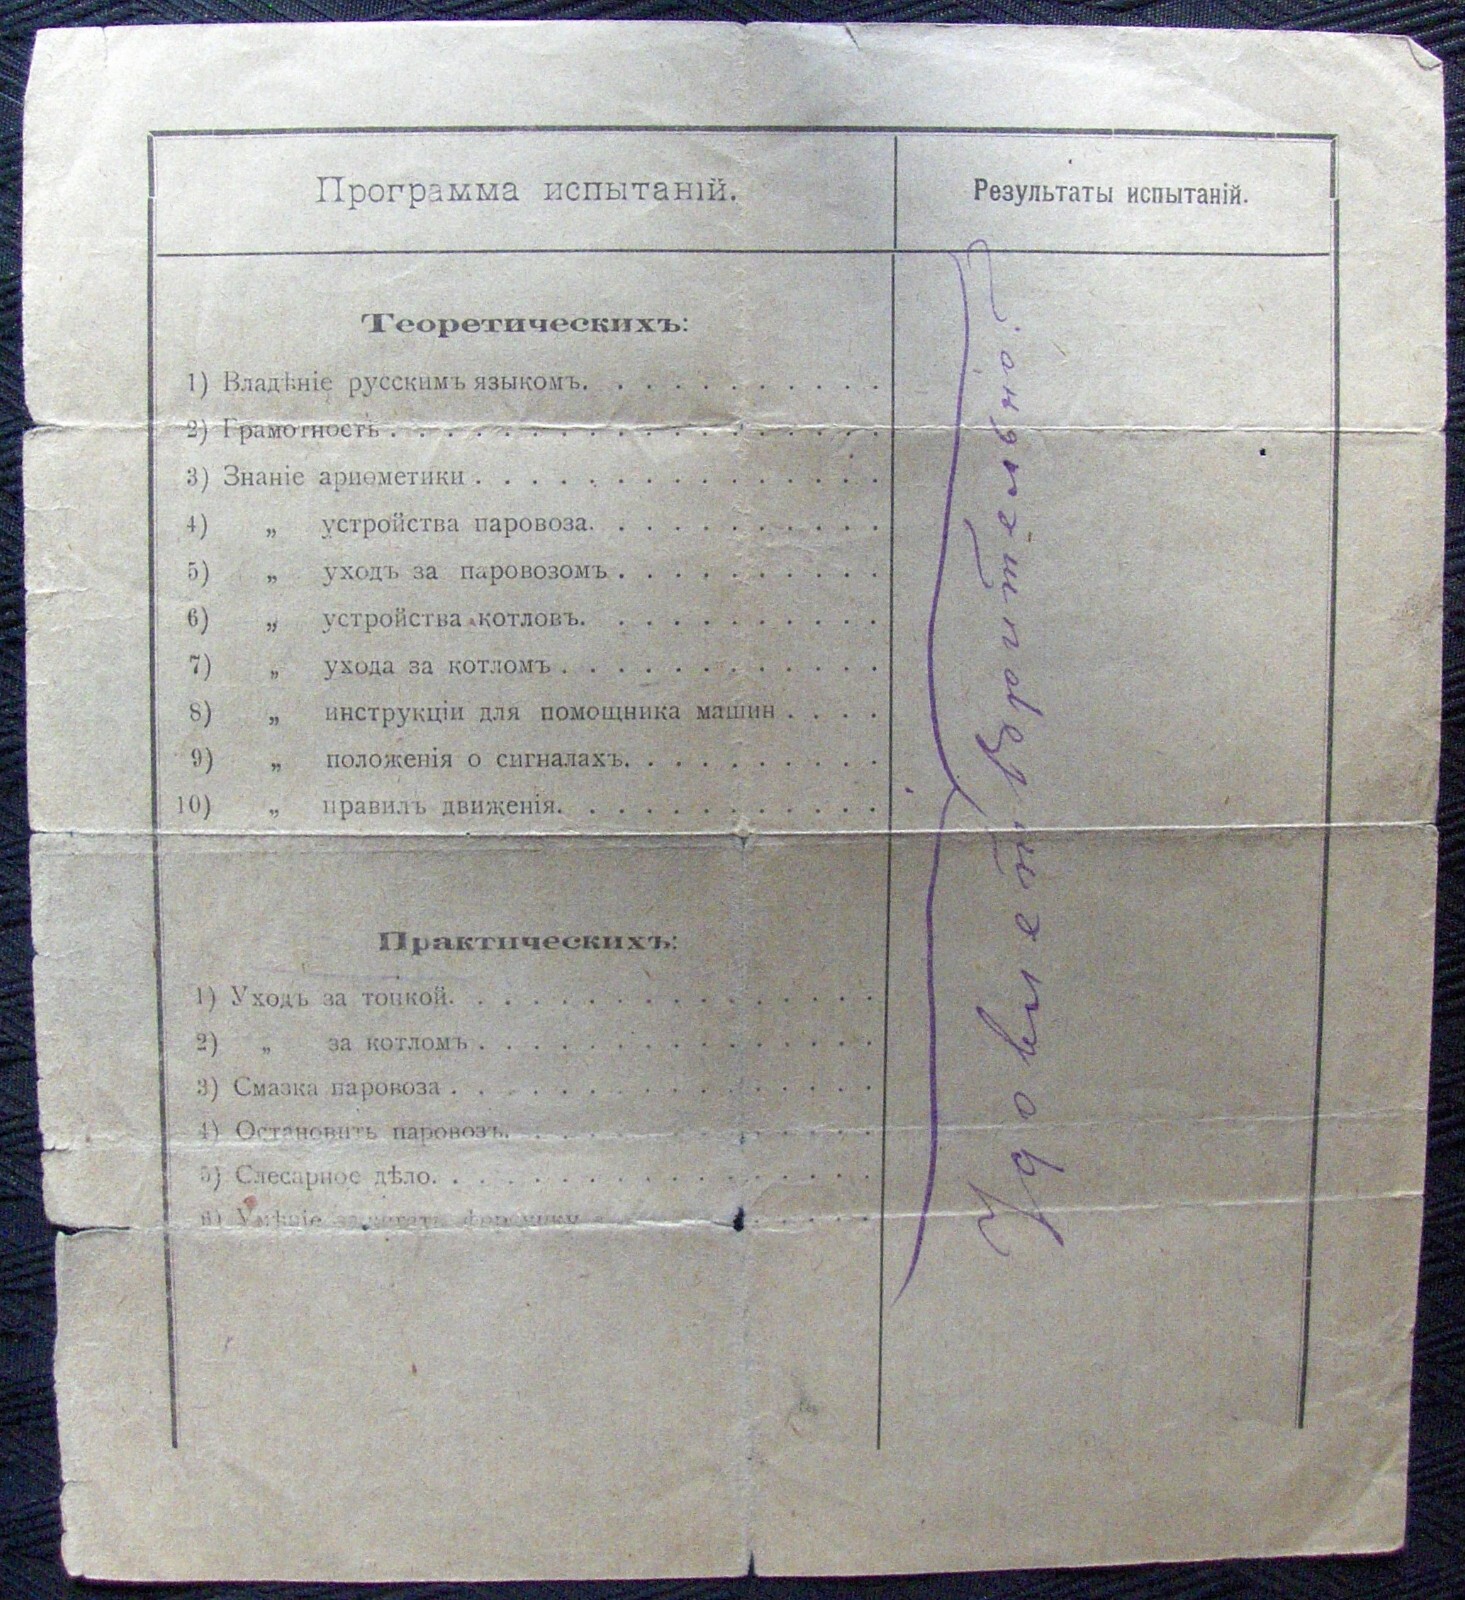 Программа испытаній.
Результаты испытаній.
Теоретическихъ:
1) Владѣніе русскимъ языкомъ. . . . . . . . . . .
2) Грамотность . . . . . . . . . . . . . . . . . .
3) Знаніе ариѳметики . . . . . . . . . . . . . . .
4) „ устройства паровоза. . . . . . . . . . .
5) „ уходъ за паровозомъ . . . . . . . . . .
6) „ устройства котловъ. . . . . . . . . . .
7) „ ухода за котломъ . . . . . . . . . . . .
8) „ инструкціи для помощника машин . . . .
9) „ положенія о сигналахъ. . . . . . . . . .
10) „ правилъ движенія. . . . . . . . . . . .
Практическихъ:
1) Уходъ за топкой. . . . . . . . . . . . . . . .
2) „ за котломъ . . . . . . . . . . . . . . .
3) Смазка паровоза . . . . . . . . . . . . . . . .
4) Остановить паровозъ. . . . . . . . . . . . . .
5) Слесарное дѣло. . . . . . . . . . . . . . . . .
6) Умѣніе
Удовлетворительно.